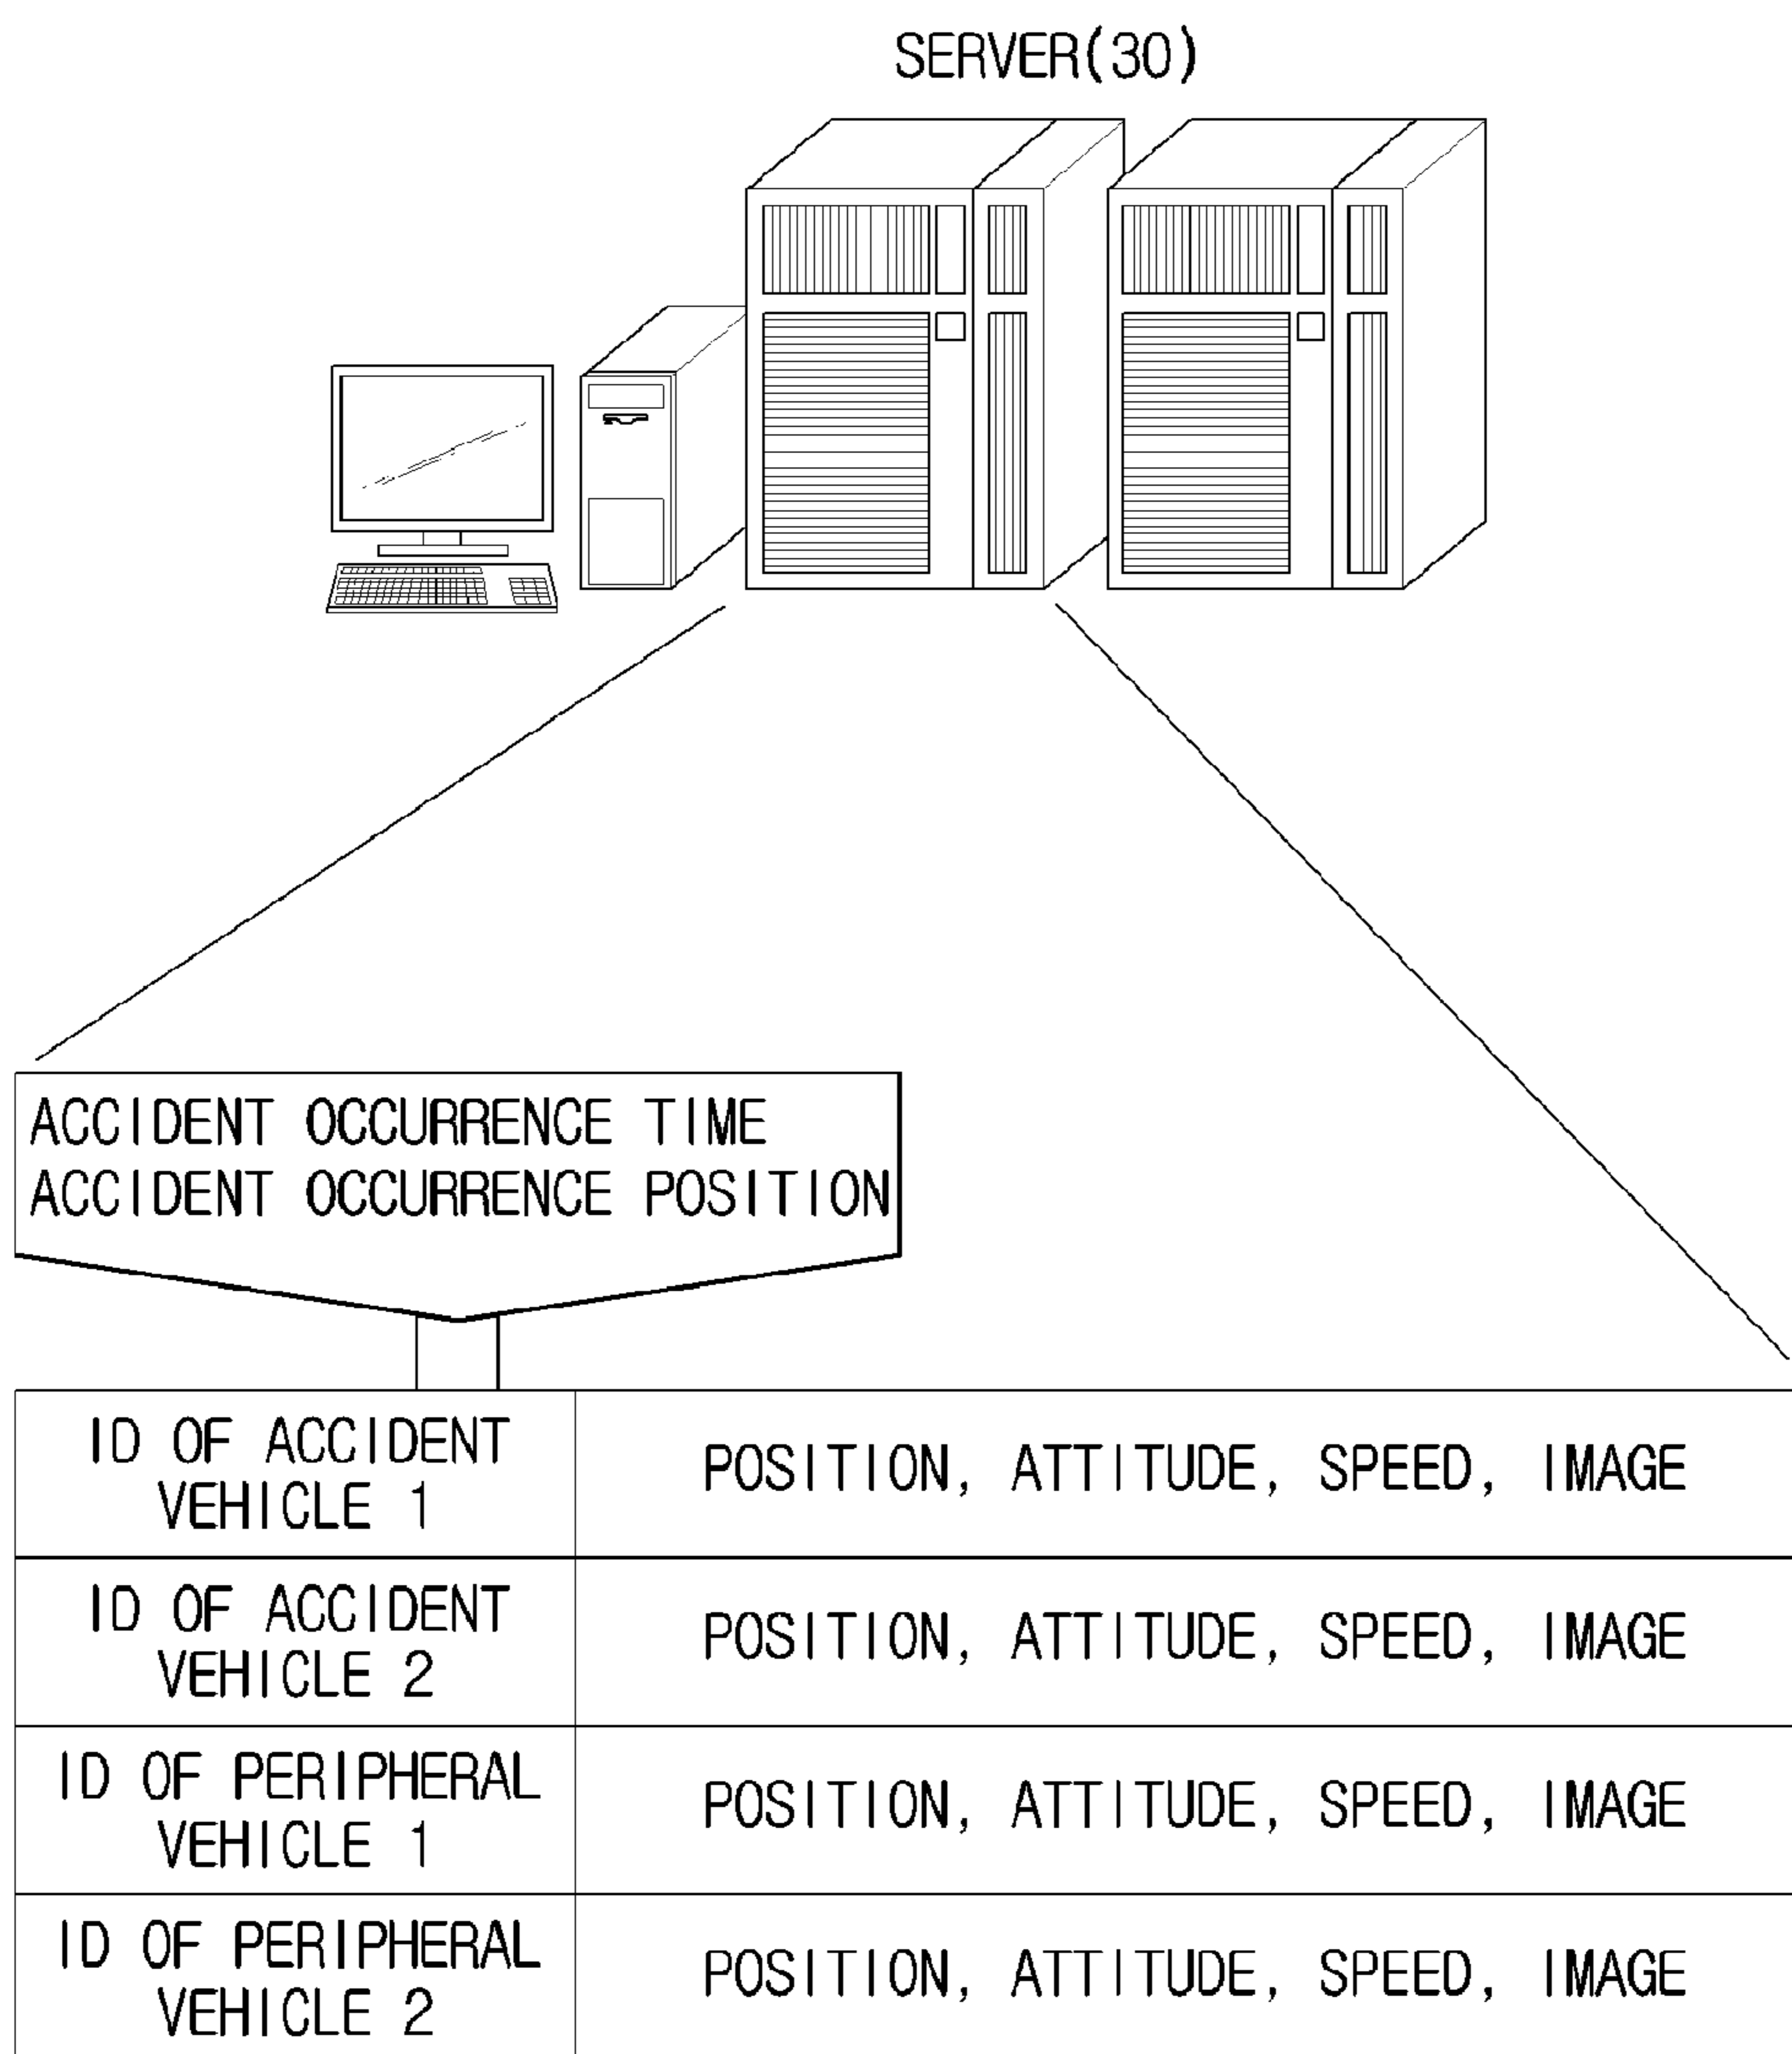 SERVER(30)
ACCIDENT OCCURRENCE TIME
ACCIDENT OCCURRENCE POSITION
ID OF ACCIDENT
VEHICLE 1
POSITION, ATTITUDE, SPEED, IMAGE
ID OF ACCIDENT
VEHICLE 2
POSITION, ATTITUDE, SPEED, IMAGE
ID OF PERIPHERAL
VEHICLE 1
POSITION, ATTITUDE, SPEED, IMAGE
ID OF PERIPHERAL
VEHICLE 2
POSITION, ATTITUDE, SPEED, IMAGE